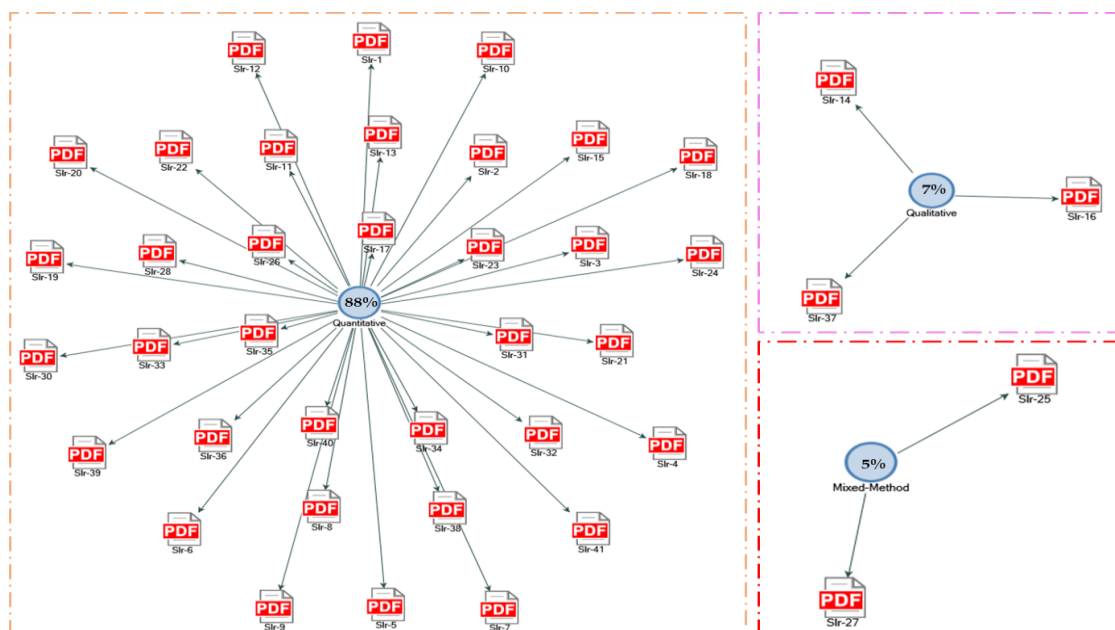 PDF
Slr-12
PDF
Slr-1
PDF
Slr-10
PDF
Slr-20
PDF
Slr-22
PDF
Slr-11
PDF
Slr-13
PDF
Slr-2
PDF
Slr-15
PDF
Slr-18
PDF
Slr-19
PDF
Slr-28
PDF
Slr-26
PDF
Slr-17
PDF
Slr-23
PDF
Slr-3
PDF
Slr-24
88%
Quantitative
PDF
Slr-30
PDF
Slr-33
PDF
Slr-35
PDF
Slr-31
PDF
Slr-21
PDF
Slr-39
PDF
Slr-36
PDF
Slr-40
PDF
Slr-34
PDF
Slr-32
PDF
Slr-4
PDF
Slr-6
PDF
Slr-8
PDF
Slr-38
PDF
Slr-41
PDF
Slr-9
PDF
Slr-5
PDF
Slr-7
PDF
Slr-14
7%
Qualitative
PDF
Slr-16
PDF
Slr-37
PDF
Slr-25
5%
Mixed-Method
PDF
Slr-27